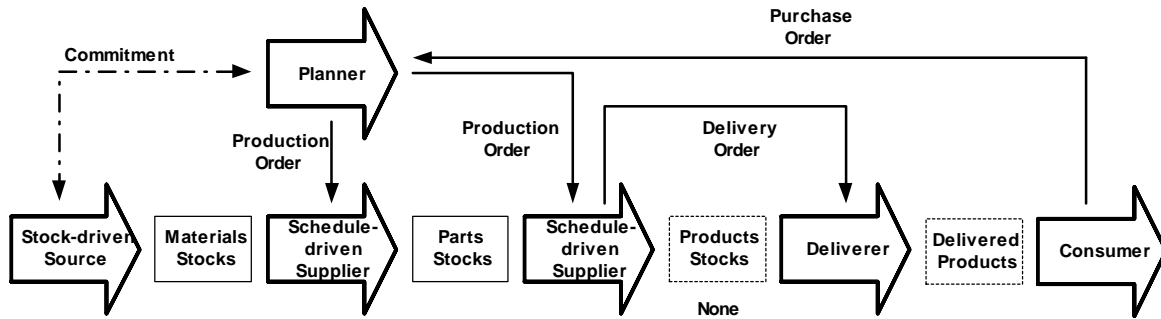 Purchase
Order
Commitment
Planner
Production
Order
Production
Order
Delivery
Order
Stock-driven
Source
Materials
Stocks
Schedule-
driven
Supplier
Parts
Stocks
Schedule-
driven
Supplier
Products
Stocks
Deliverer
Delivered
Products
Consumer
None